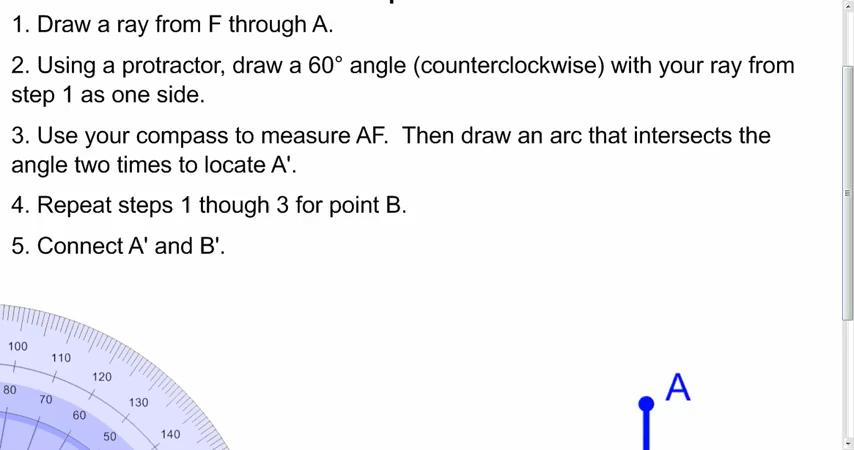 1. Draw a ray from F through A.
2. Using a protractor, draw a 60° angle (counterclockwise) with your ray from
step 1 as one side.
3. Use your compass to measure AF.  Then draw an arc that intersects the
angle two times to locate A'.
4. Repeat steps 1 though 3 for point B.
5. Connect A' and B'.
100
110
120
130
140
80
70
60
50
A